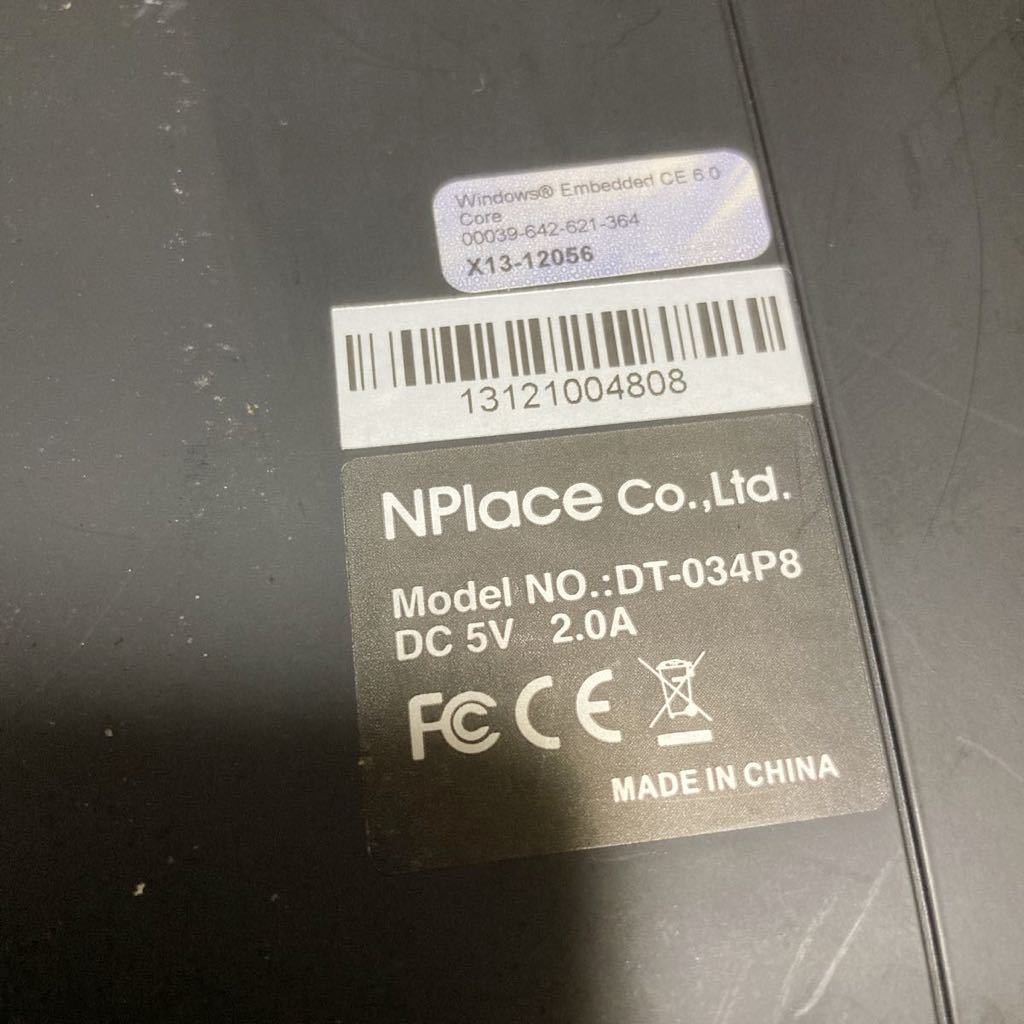 Windows® Embedded CE 6.0
Core
00039-642-621-364
X13-12056
13121004808
NPlace Co.,Ltd.
Model NO.:DT-034P8
DC 5V 2.0A
FC CE
MADE IN CHINA